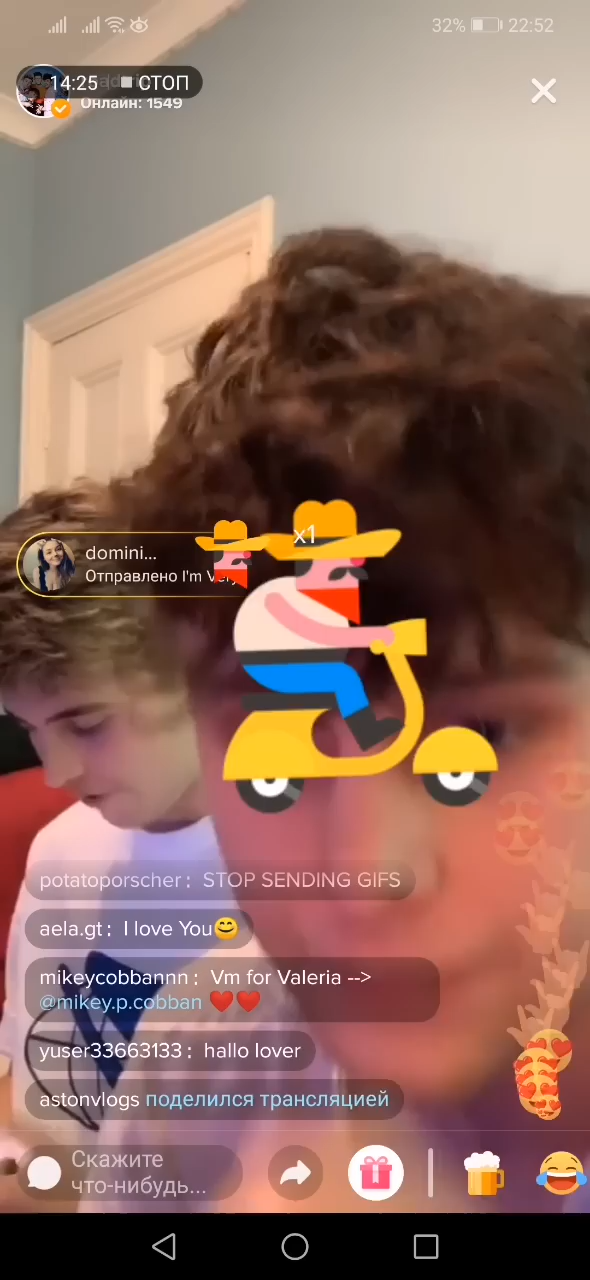 32% 22:52
14:25 СТОП
Онлайн: 1549
x1
domini...
Отправлено I'm Very
potatoporscher: STOP SENDING GIFS
aela.gt: I love You😊
mikeycobbannn: Vm for Valeria -->
@mikey.p.cobban ❤️❤️
yuser33663133: hallo lover
astonvlogs поделился трансляцией
Скажите
что-нибудь...